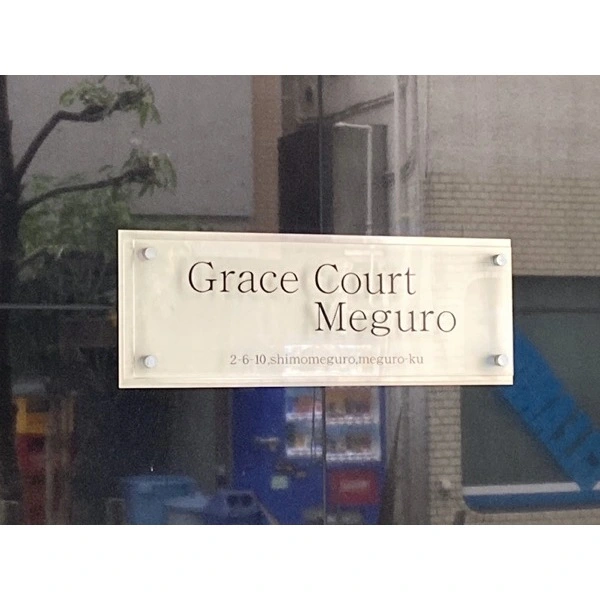 Grace Court
Meguro
2-6-10,shimomeguro,meguro-ku